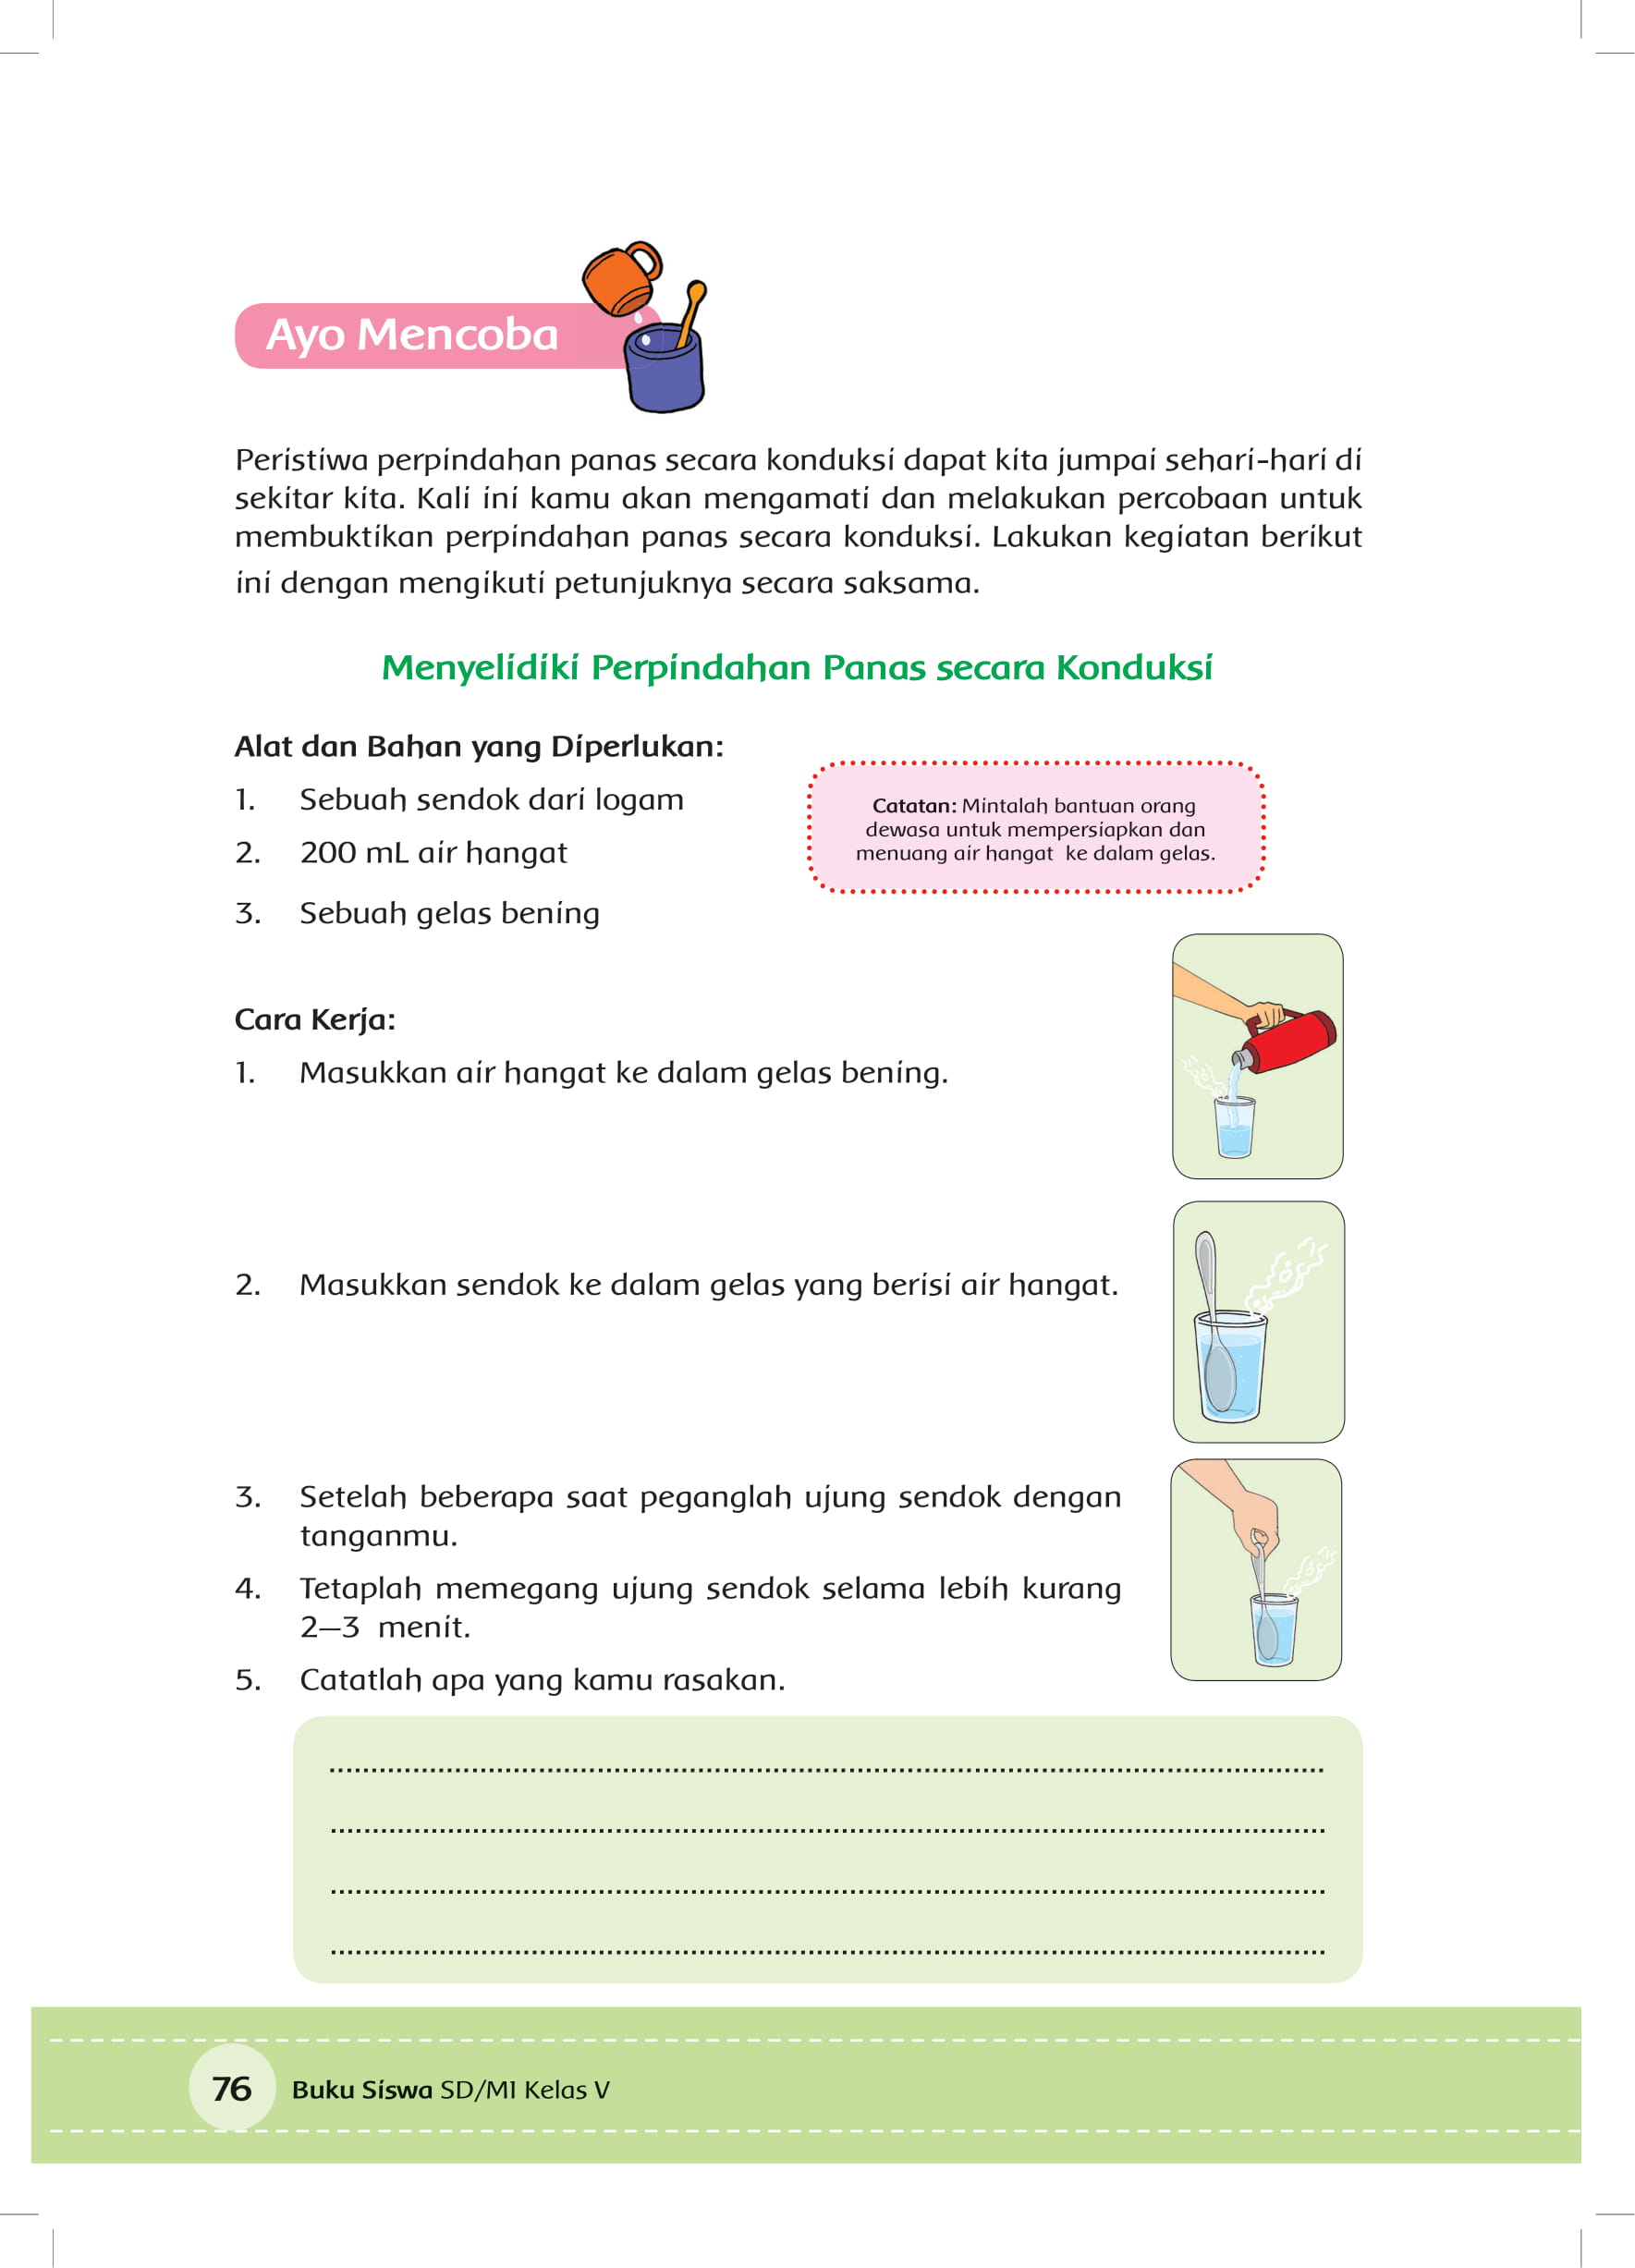 Ayo Mencoba
Peristiwa perpindahan panas secara konduksi dapat kita jumpai sehari-hari di
sekitar kita. Kali ini kamu akan mengamati dan melakukan percobaan untuk
membuktikan perpindahan panas secara konduksi. Lakukan kegiatan berikut
ini dengan mengikuti petunjuknya secara saksama.
Menyelidiki Perpindahan Panas secara Konduksi
Alat dan Bahan yang Diperlukan:
1. Sebuah sendok dari logam
2. 200 mL air hangat
3. Sebuah gelas bening
Catatan: Mintalah bantuan orang
dewasa untuk mempersiapkan dan
menuang air hangat ke dalam gelas.
Cara Kerja:
1. Masukkan air hangat ke dalam gelas bening.
2. Masukkan sendok ke dalam gelas yang berisi air hangat.
3. Setelah beberapa saat peganglah ujung sendok dengan
tanganmu.
4. Tetaplah memegang ujung sendok selama lebih kurang
2—3 menit.
5. Catatlah apa yang kamu rasakan.
76 Buku Siswa SD/MI Kelas V